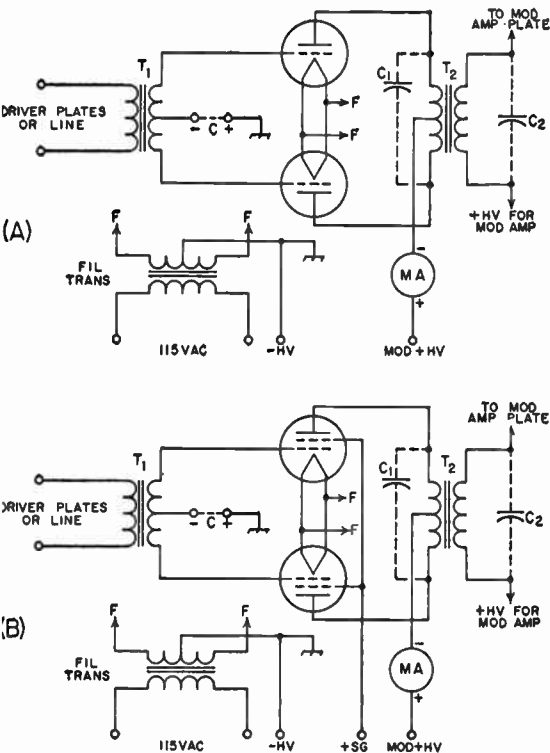 TO MOD
AMP PLATE
T1
C1
T2
C2
DRIVER PLATES
OR LINE
- C +
F
F
(A)
F
F
FIL
TRANS
+HV FOR
MOD AMP
-
MA
+
115VAC
-HV
MOD +HV
TO MOD
AMP PLATE
T1
C1
T2
C2
DRIVER PLATES
OR LINE
- C +
F
F
(B)
F
F
FIL
TRANS
+HV FOR
MOD AMP
-
MA
+
115VAC
-HV
+SG
MOD+HV